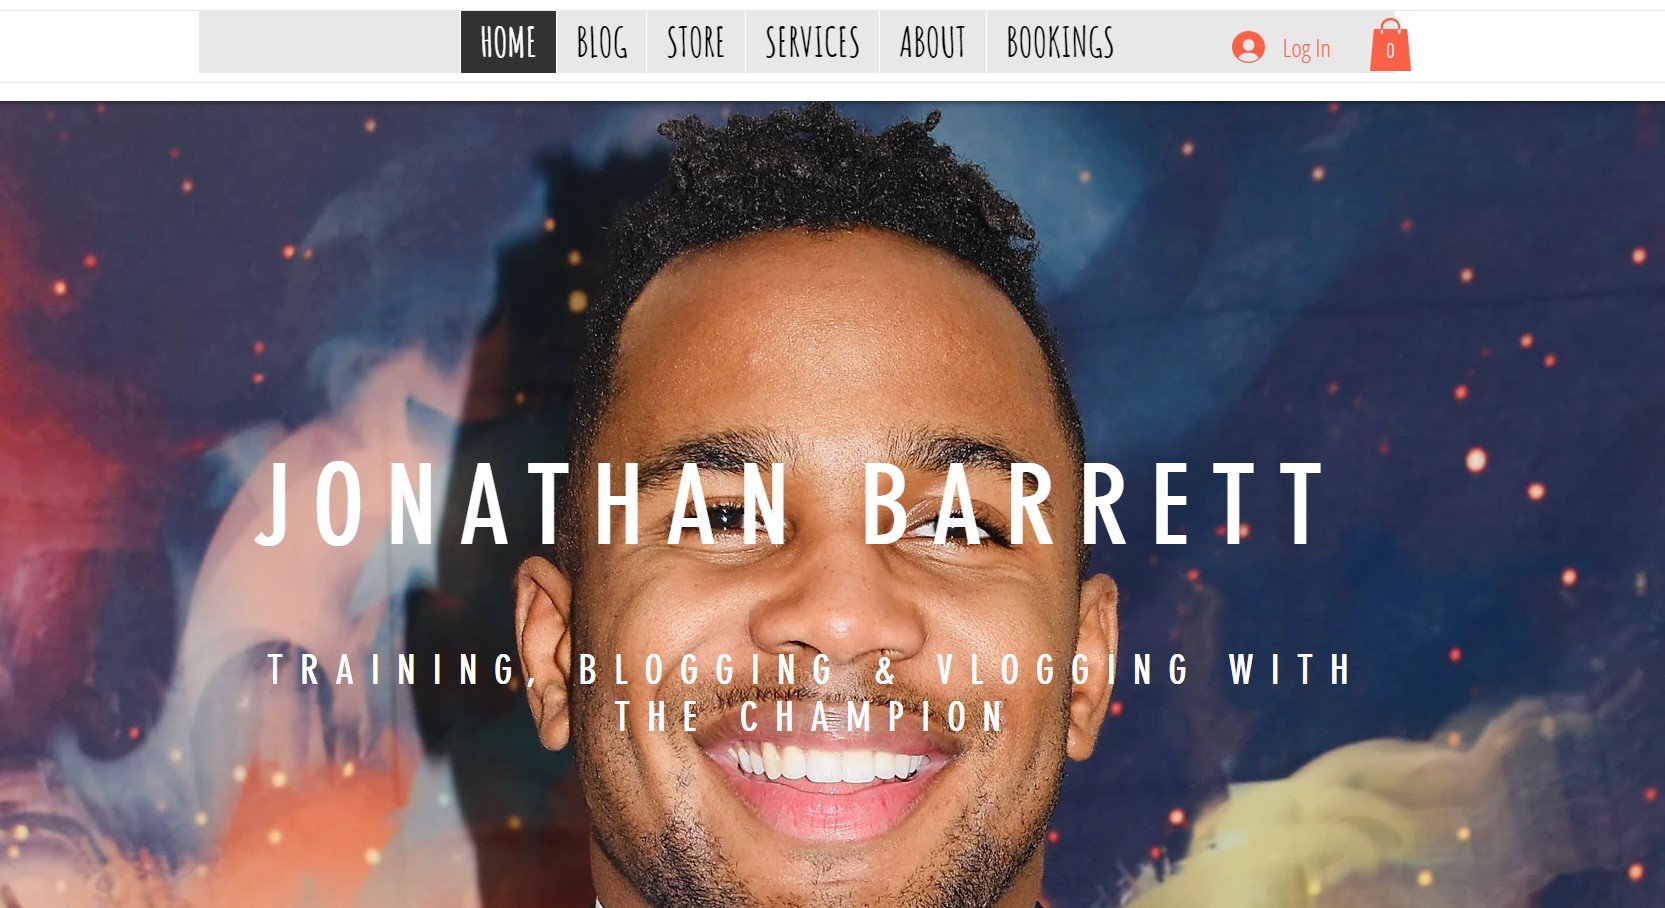 HOME BLOG STORE SERVICES ABOUT BOOKINGS Log In 0
JONATHAN BARRETT
TRAINING, BLOGGING & VLOGGING WITH
THE CHAMPION